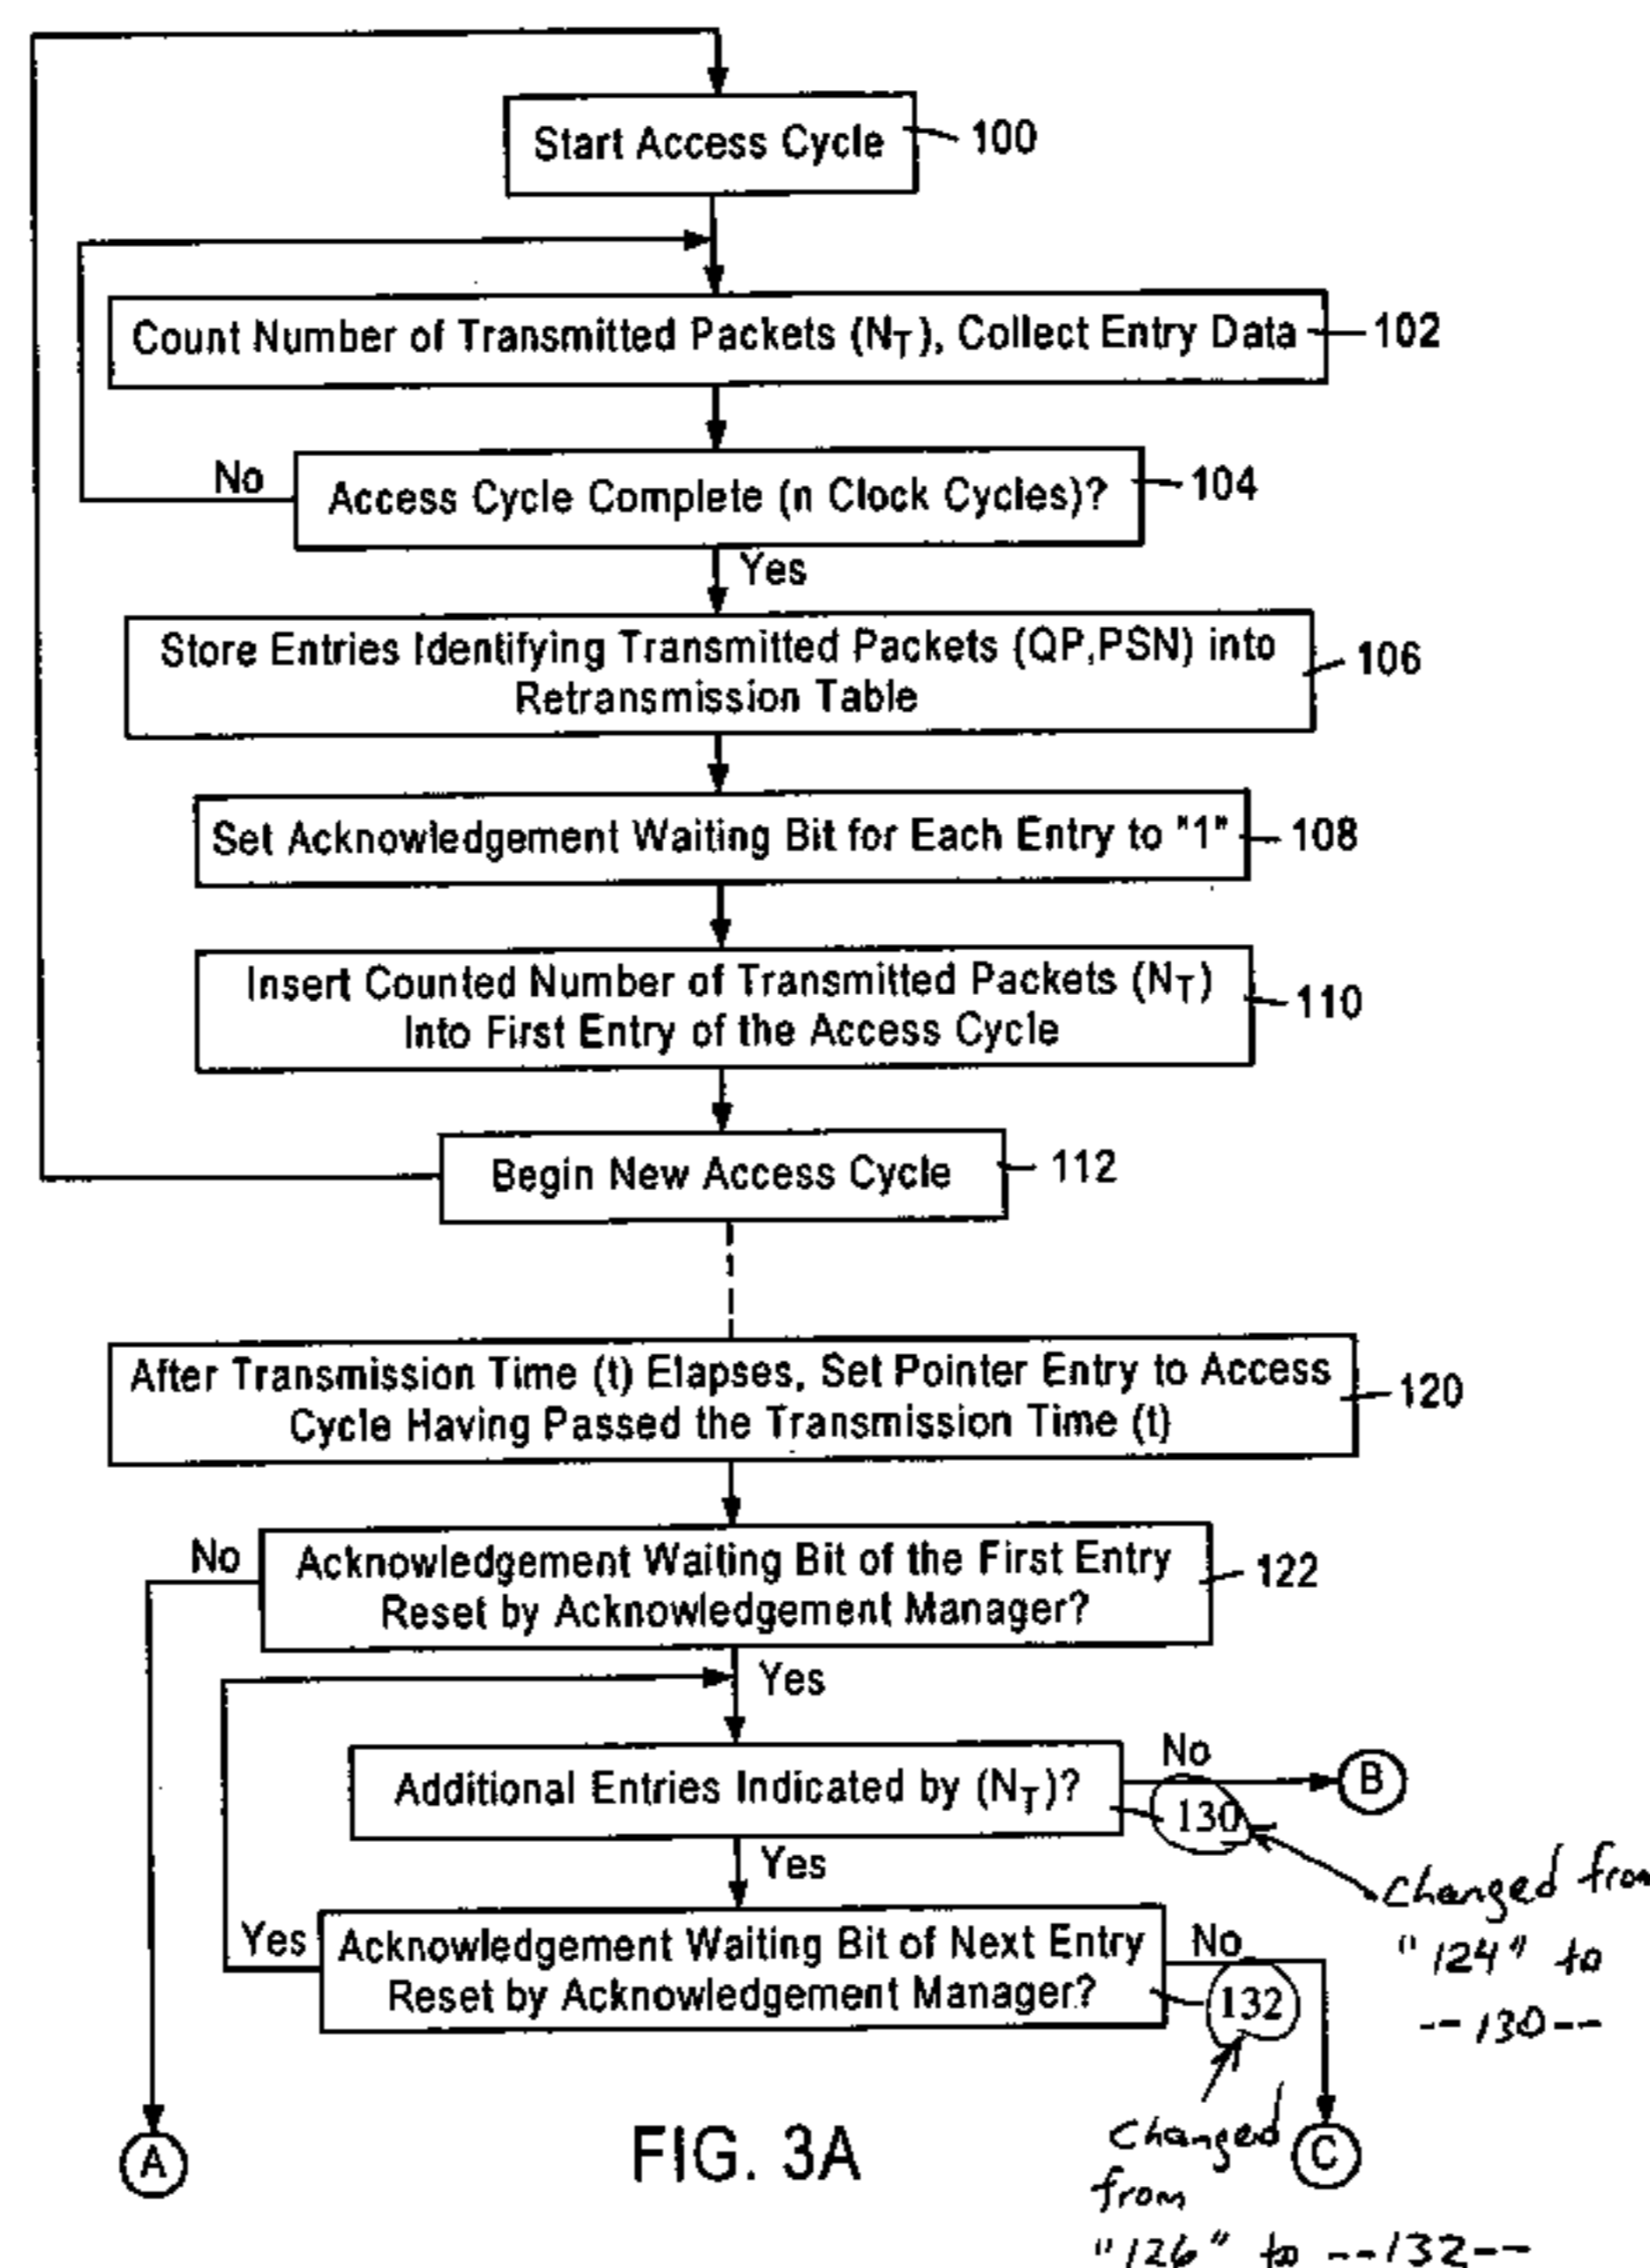 Start Access Cycle
100
Count Number of Transmitted Packets (NT), Collect Entry Data
102
No
Access Cycle Complete (n Clock Cycles)?
104
Yes
Store Entries Identifying Transmitted Packets (QP,PSN) into
Retransmission Table
106
Set Acknowledgement Waiting Bit for Each Entry to "1"
108
Insert Counted Number of Transmitted Packets (NT)
Into First Entry of the Access Cycle
110
Begin New Access Cycle
112
After Transmission Time (t) Elapses, Set Pointer Entry to Access
Cycle Having Passed the Transmission Time (t)
120
No
Acknowledgement Waiting Bit of the First Entry
Reset by Acknowledgement Manager?
122
Yes
Additional Entries Indicated by (NT)?
No
B
130
Yes
changed from
"124" to
--130--
Yes
Acknowledgement Waiting Bit of Next Entry
Reset by Acknowledgement Manager?
No
132
A
FIG. 3A
changed
from
"126" to --132--
C